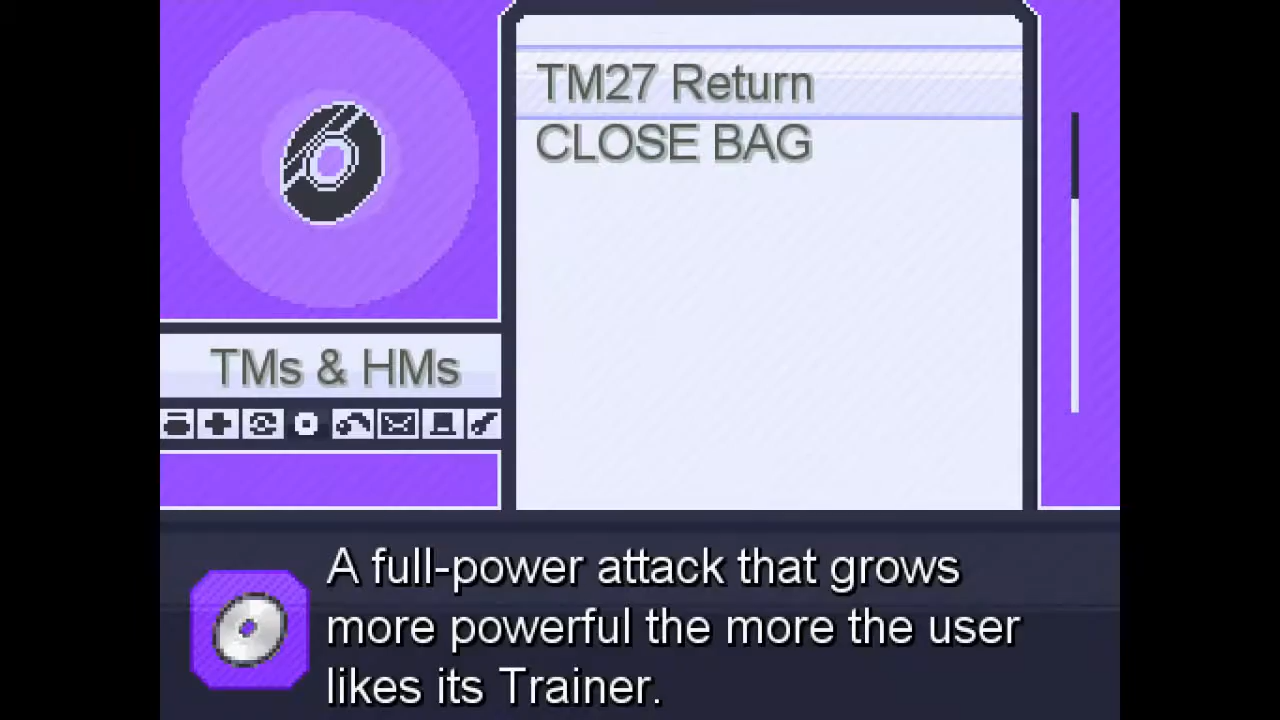 TM27 Return
CLOSE BAG
TMs & HMs
A full-power attack that grows
more powerful the more the user
likes its Trainer.